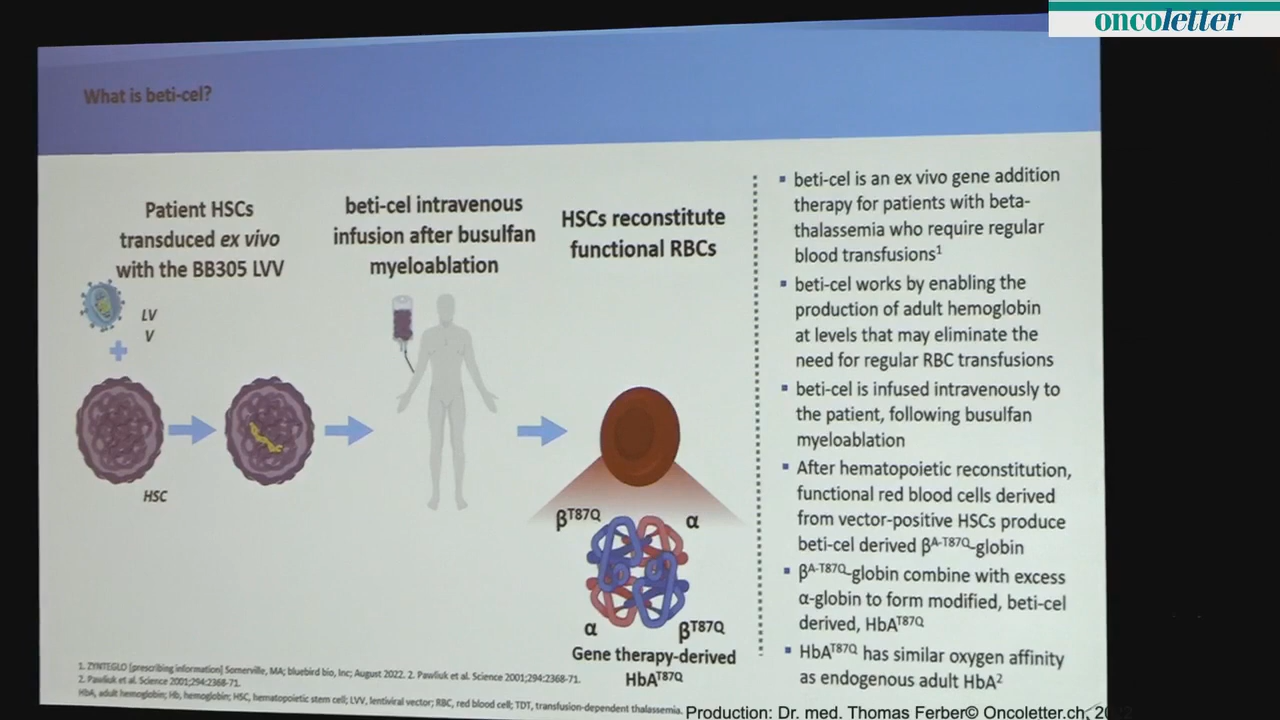 oncoletter
What is beti-cel?
Patient HSCs
transduced ex vivo
with the BB305 LVV
LV
V
HSC
beti-cel intravenous
infusion after busulfan
myeloablation
HSCs reconstitute
functional RBCs
βT87Q
α
α
βT87Q
Gene therapy-derived
HbAT87Q
▪ beti-cel is an ex vivo gene addition
therapy for patients with beta-
thalassemia who require regular
blood transfusions1
▪ beti-cel works by enabling the
production of adult hemoglobin
at levels that may eliminate the
need for regular RBC transfusions
▪ beti-cel is infused intravenously to
the patient, following busulfan
myeloablation
▪ After hematopoietic reconstitution,
functional red blood cells derived
from vector-positive HSCs produce
beti-cel derived βA-T87Q-globin
▪ βA-T87Q-globin combine with excess
α-globin to form modified, beti-cel
derived, HbAT87Q
▪ HbAT87Q has similar oxygen affinity
as endogenous adult HbA2
1. ZYNTEGLO [prescribing information] Somerville, MA; bluebird bio, Inc; August 2022. 2. Pawliuk et al. Science 2001;294:2368-71.
2. Pawliuk et al. Science 2001;294:2368-71.
HbA, adult hemoglobin; Hb, hemoglobin; HSC, hematopoietic stem cell; LVV, lentiviral vector; RBC, red blood cell; TDT, transfusion-dependent thalassemia.
Production: Dr. med. Thomas Ferber© Oncoletter.ch,